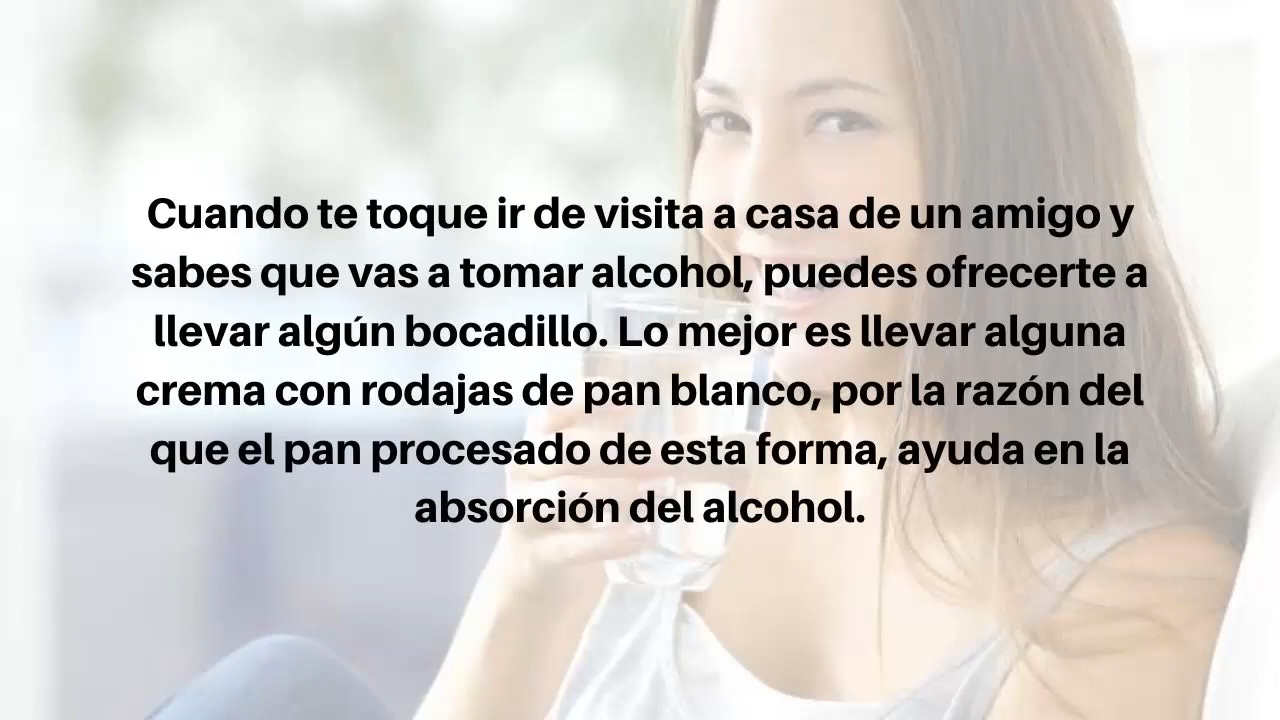 Cuando te toque ir de visita a casa de un amigo y
sabes que vas a tomar alcohol, puedes ofrecerte a
llevar algún bocadillo. Lo mejor es llevar alguna
crema con rodajas de pan blanco, por la razón del
que el pan procesado de esta forma, ayuda en la
absorción del alcohol.